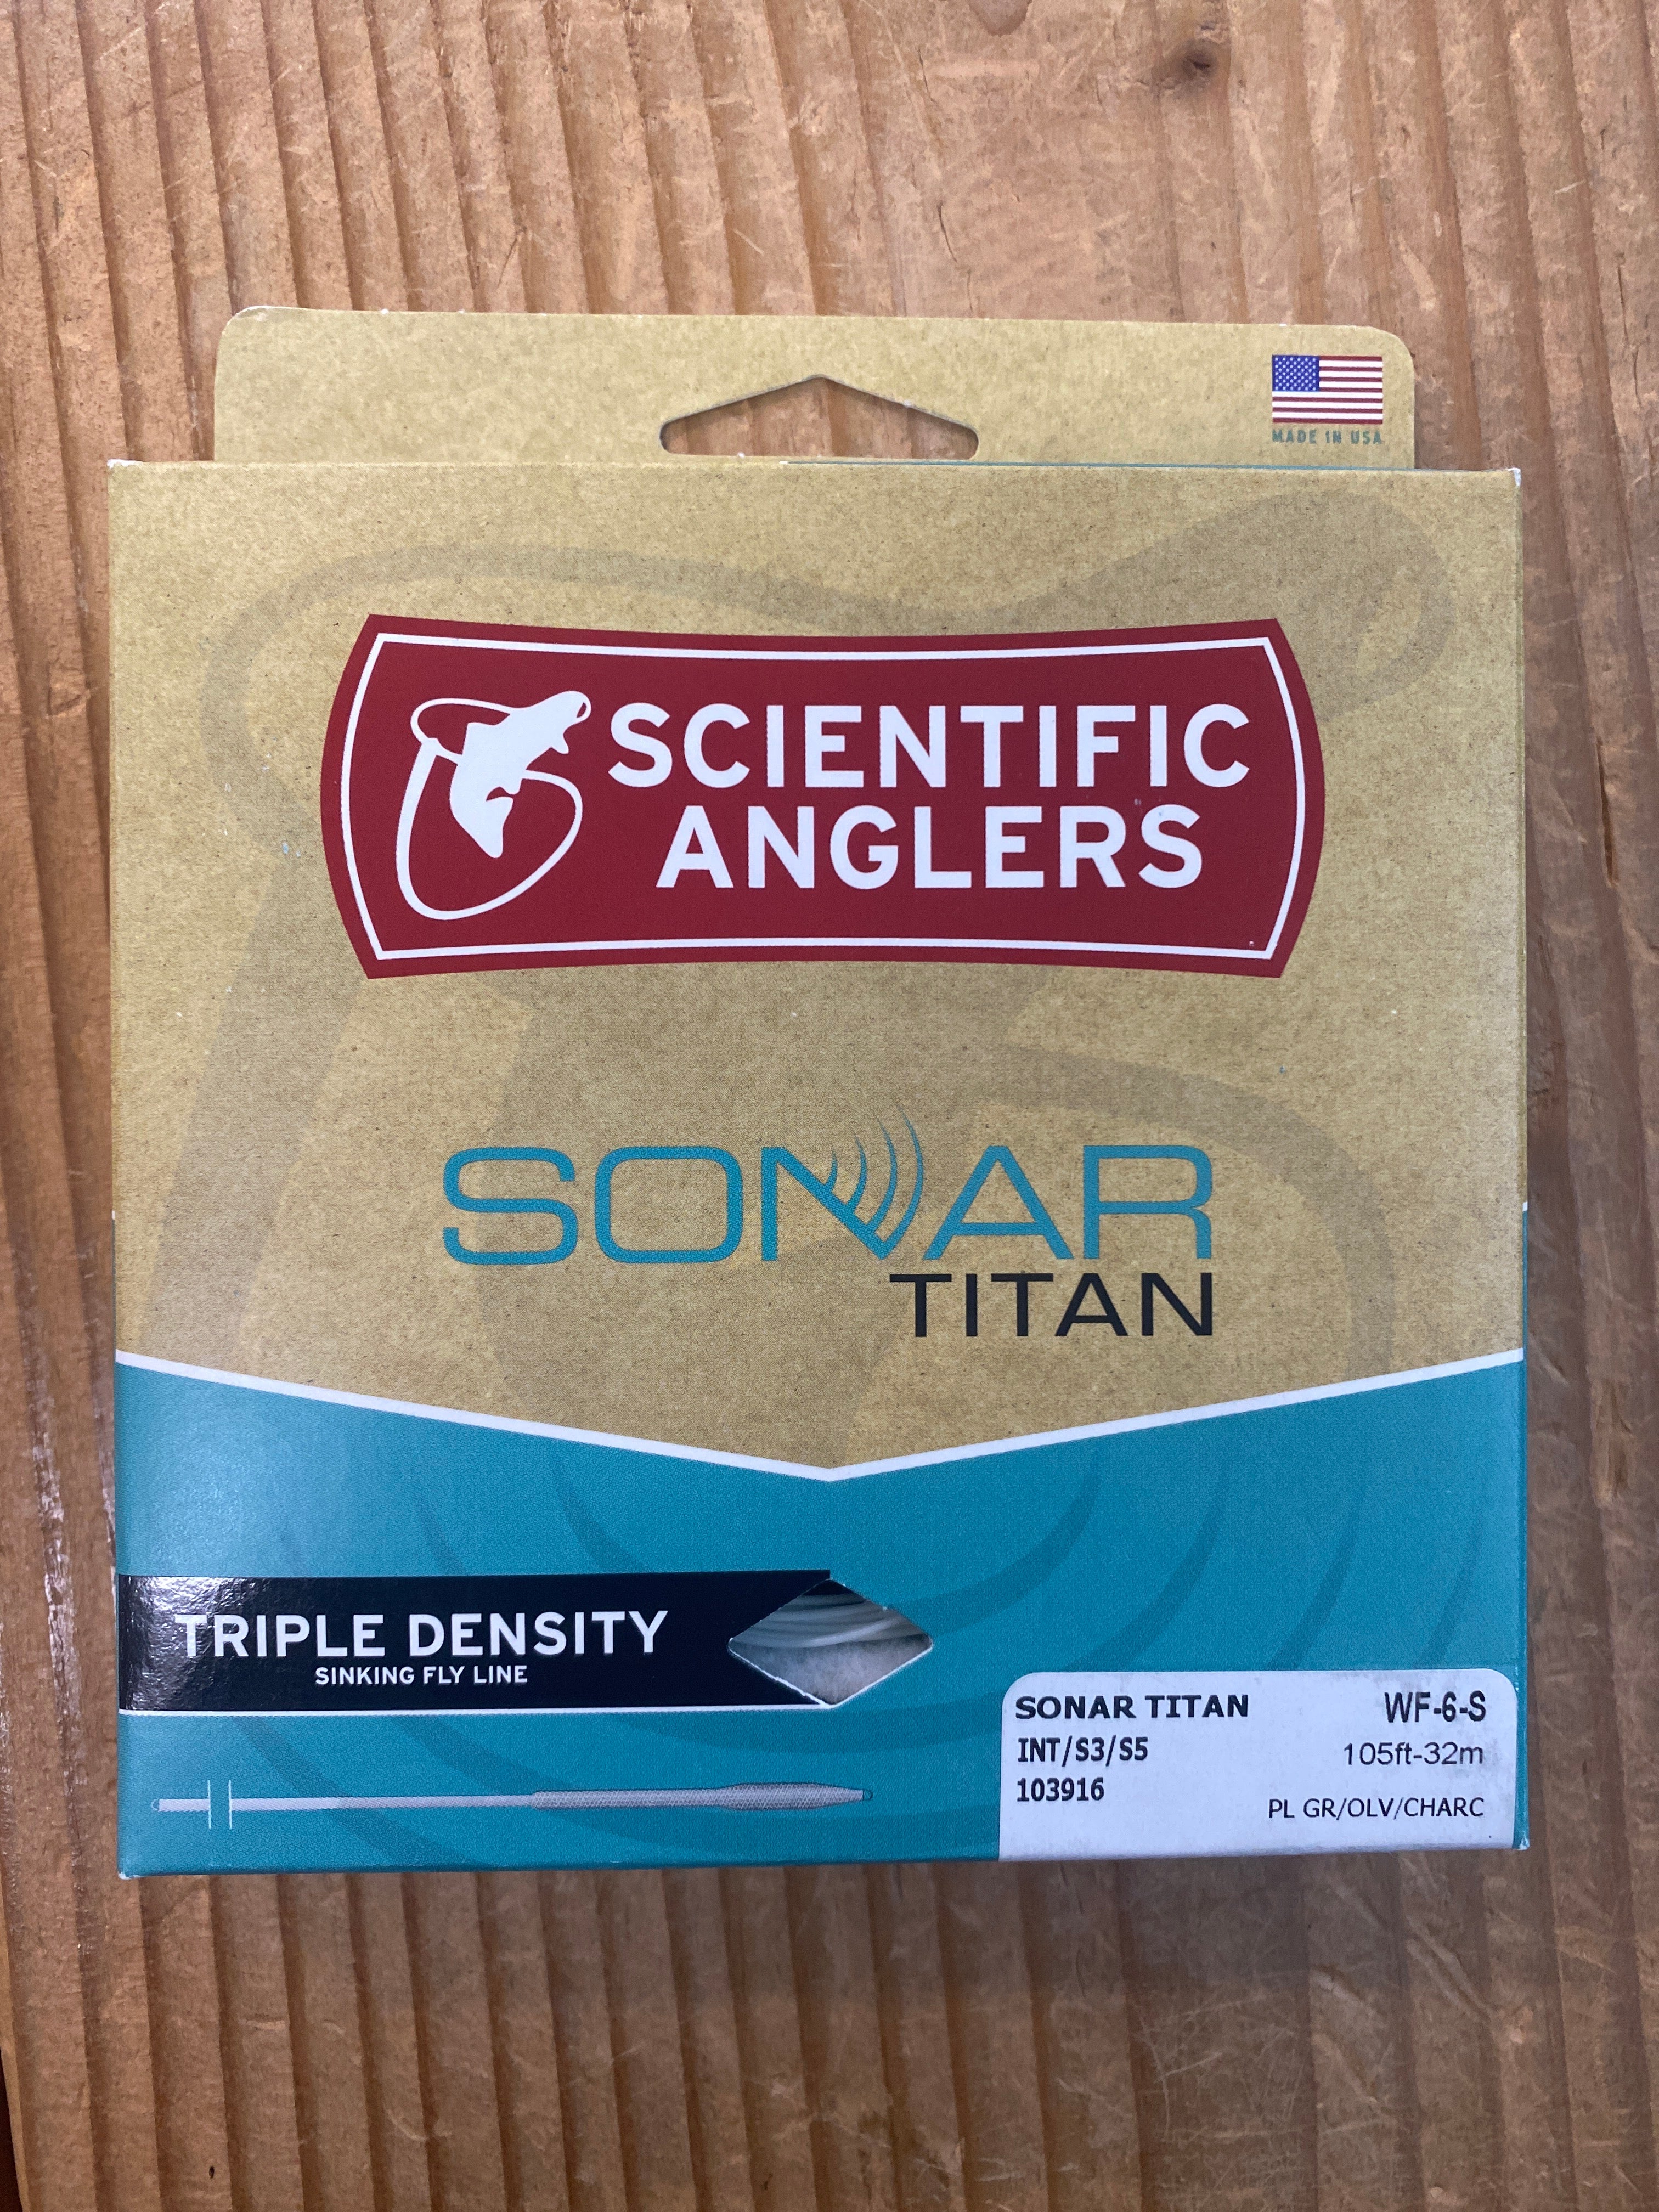 MADE IN USA
SCIENTIFIC
ANGLERS
SONAR
TITAN
TRIPLE DENSITY
SINKING FLY LINE
SONAR TITAN WF-6-S
INT/S3/S5 105ft-32m
103916
PL GR/OLV/CHARC